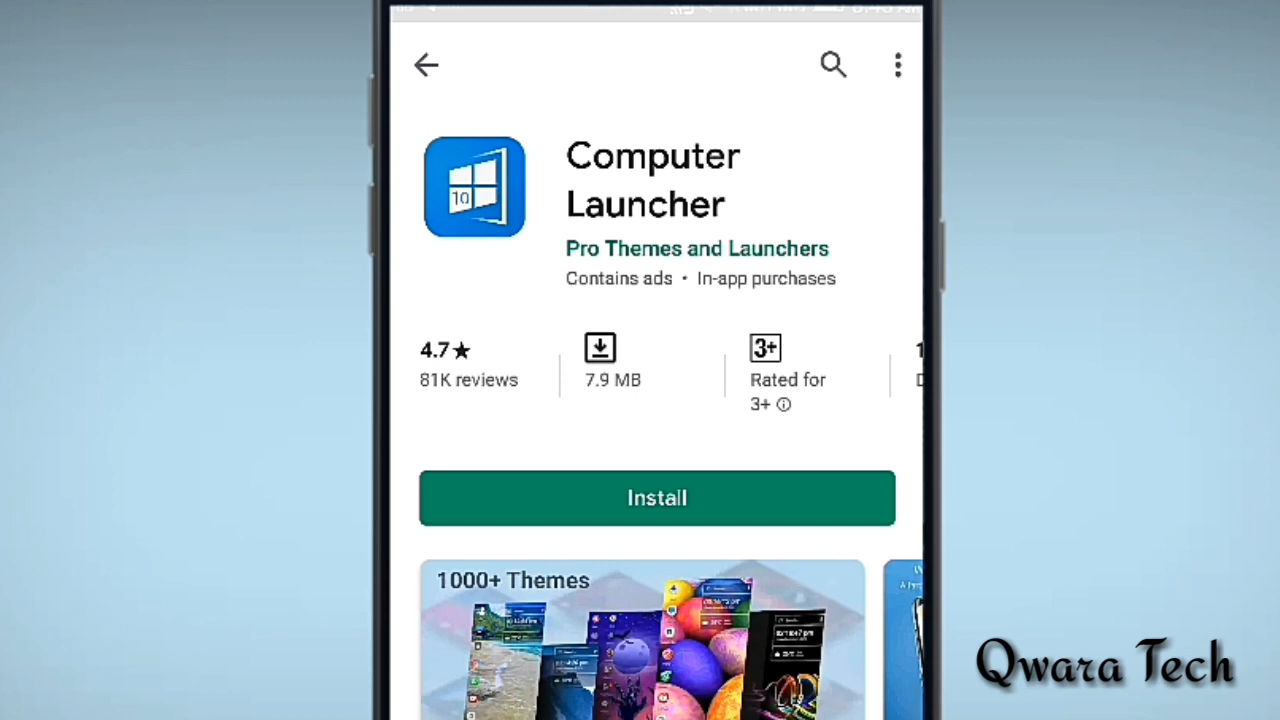 Computer
Launcher
10
Pro Themes and Launchers
Contains ads • In-app purchases
4.7★
81K reviews
7.9 MB
3+
Rated for
3+
Install
1000+ Themes
Qwara Tech